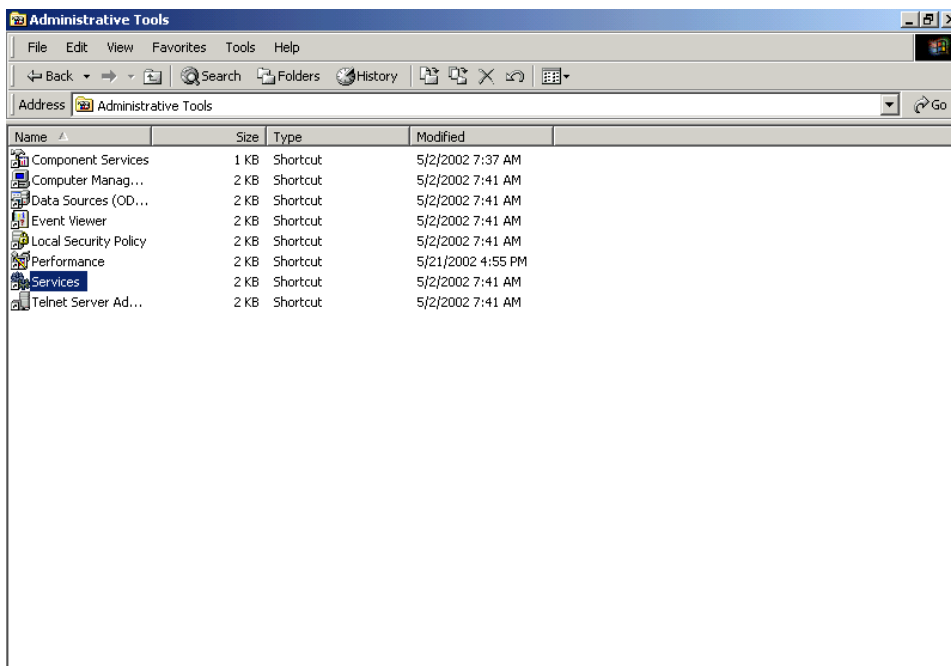 Administrative Tools
File Edit View Favorites Tools Help
Back Search Folders History
Address Administrative Tools Go
Name Size Type Modified
Component Services 1 KB Shortcut 5/2/2002 7:37 AM
Computer Manag... 2 KB Shortcut 5/2/2002 7:41 AM
Data Sources (OD... 2 KB Shortcut 5/2/2002 7:41 AM
Event Viewer 2 KB Shortcut 5/2/2002 7:41 AM
Local Security Policy 2 KB Shortcut 5/2/2002 7:41 AM
Performance 2 KB Shortcut 5/21/2002 4:55 PM
Services 2 KB Shortcut 5/2/2002 7:41 AM
Telnet Server Ad... 2 KB Shortcut 5/2/2002 7:41 AM